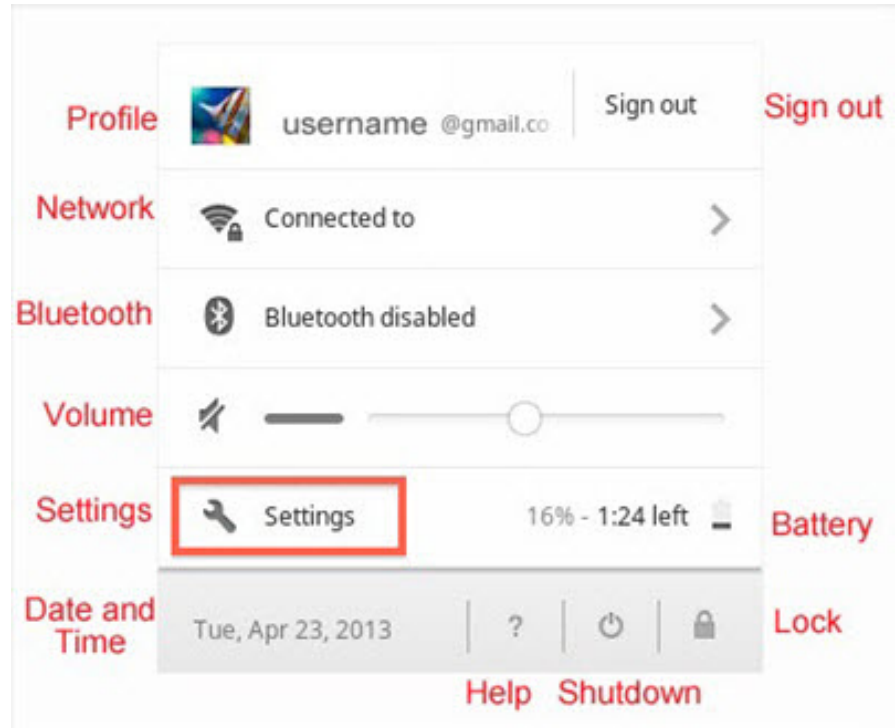 Profile
username @gmail.co
Sign out
Sign out
Network
Connected to
Bluetooth
Bluetooth disabled
Volume
Settings
Settings
16% - 1:24 left
Battery
Date and
Time
Tue, Apr 23, 2013
?
Lock
Help
Shutdown